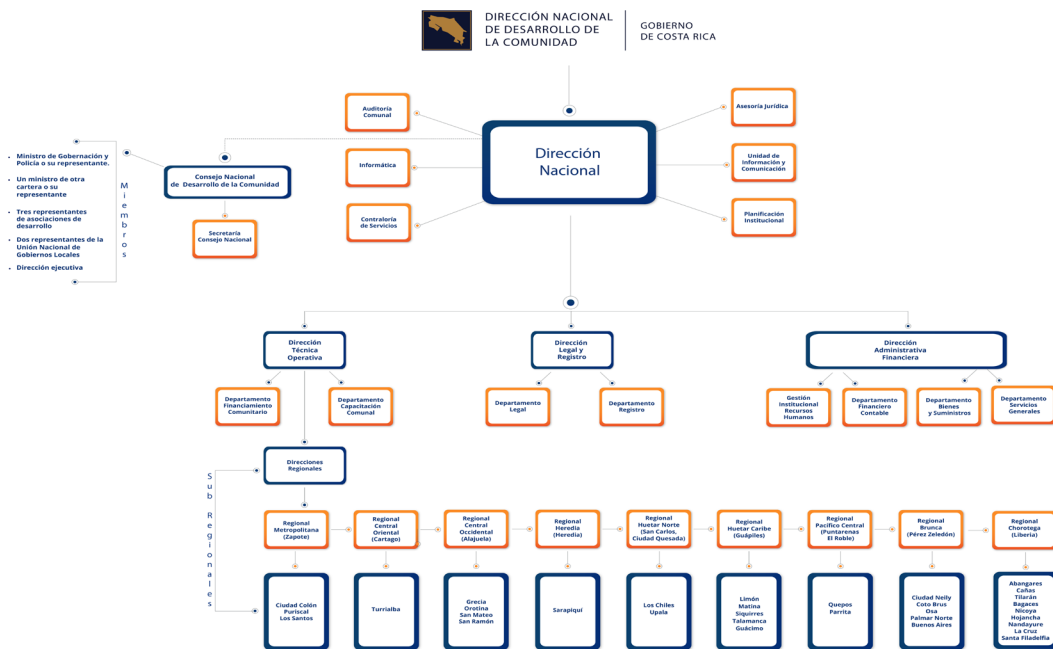 DIRECCIÓN NACIONAL
DE DESARROLLO DE
LA COMUNIDAD
GOBIERNO
DE COSTA RICA
Auditoría
Comunal
Informática
Contraloría
de Servicios
Dirección
Nacional
Asesoría Jurídica
Unidad de
Información y
Comunicación
Planificación
Institucional
Consejo Nacional
de Desarrollo de la Comunidad
Secretaría
Consejo Nacional
Miembros
• Ministro de Gobernación y
Policía o su representante.
• Un ministro de otra
cartera o su
representante
• Tres representantes
de asociaciones de
desarrollo
• Dos representantes de la
Unión Nacional de
Gobiernos Locales
• Dirección ejecutiva
Dirección
Técnica
Operativa
Dirección
Legal y
Registro
Dirección
Administrativa
Financiera
Departamento
Financiamiento
Comunitario
Departamento
Capacitación
Comunal
Departamento
Legal
Departamento
Registro
Gestión
Institucional
Recursos
Humanos
Departamento
Financiero
Contable
Departamento
Bienes
y Suministros
Departamento
Servicios
Generales
Direcciones
Regionales
Sub Regionales
Regional
Metropolitana
(Zapote)
Regional
Central
Oriental
(Cartago)
Regional
Central
Occidental
(Alajuela)
Regional
Heredia
(Heredia)
Regional
Huetar Norte
(San Carlos,
Ciudad Quesada)
Regional
Huetar Caribe
(Guápiles)
Regional
Pacífico Central
(Puntarenas
El Roble)
Regional
Brunca
(Pérez Zeledón)
Regional
Chorotega
(Liberia)
Ciudad Colón
Puriscal
Los Santos
Turrialba
Grecia
Orotina
San Mateo
San Ramón
Sarapiquí
Los Chiles
Upala
Limón
Matina
Siquirres
Talamanca
Guácimo
Quepos
Parrita
Ciudad Neily
Coto Brus
Osa
Palmar Norte
Buenos Aires
Abangares
Cañas
Tilarán
Bagaces
Nicoya
Hojancha
Nandayure
La Cruz
Santa Filadelfia